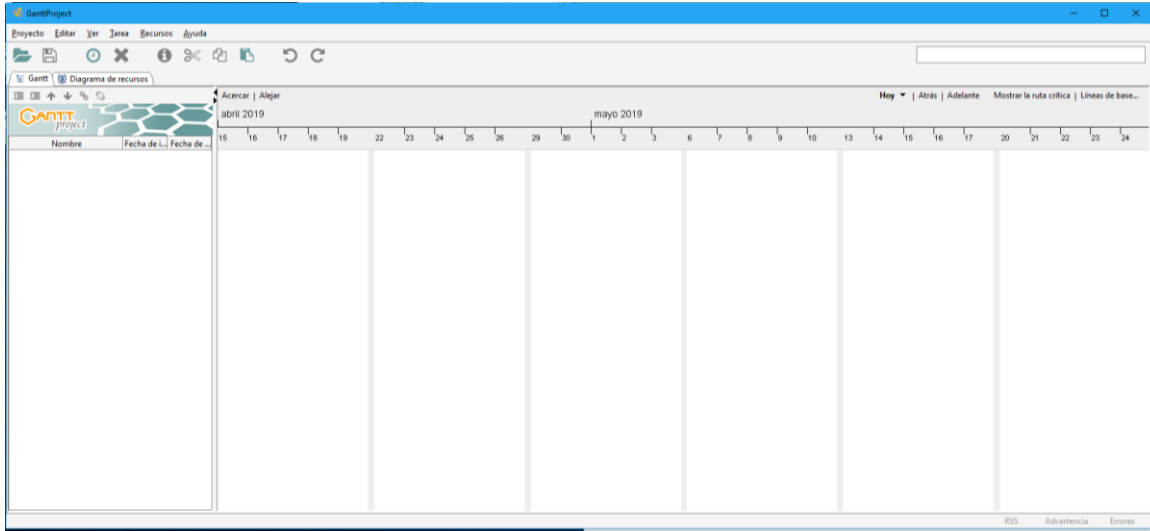 GanttProject
Proyecto Editar Ver Tarea Recursos Ayuda
Gantt Diagrama de recursos
Acercar | Alejar Hoy | Atrás | Adelante Mostrar la ruta crítica | Líneas de base...
GANTT project
abril 2019 mayo 2019
Nombre Fecha de i... Fecha de ...
15 16 17 18 19 22 23 24 25 26 29 30 1 2 3 6 7 8 9 10 13 14 15 16 17 20 21 22 23 24
RSS Advertencia Errores